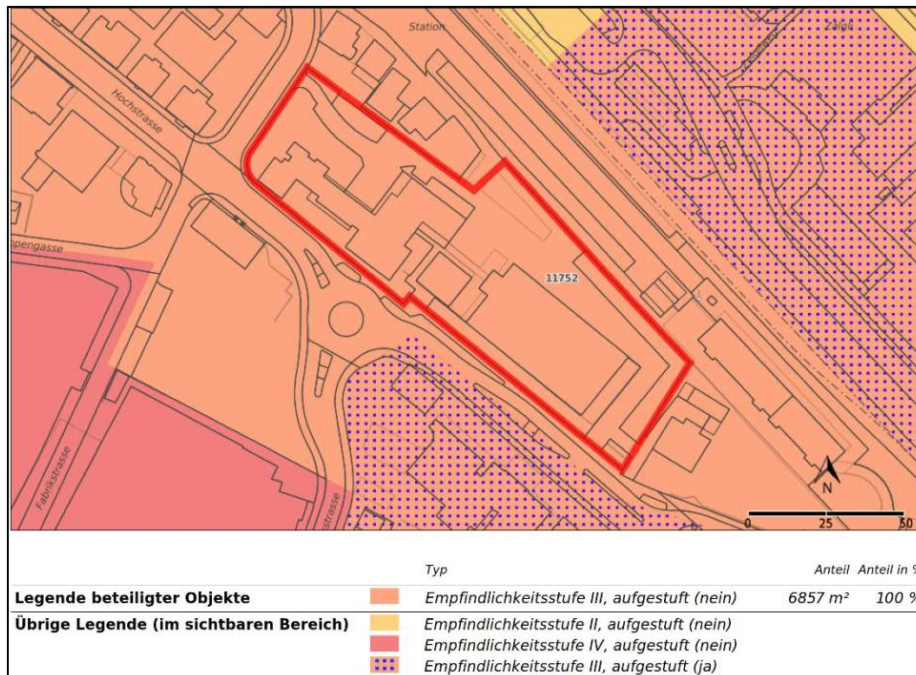 Station
Zälgli
Hochstrasse
11752
Fabrikstrasse
N
0 25 50
Typ Anteil Anteil in %
Legende beteiligter Objekte Empfindlichkeitsstufe III, aufgestuft (nein) 6857 m² 100 %
Übrige Legende (im sichtbaren Bereich) Empfindlichkeitsstufe II, aufgestuft (nein)
Empfindlichkeitsstufe IV, aufgestuft (nein)
Empfindlichkeitsstufe III, aufgestuft (ja)